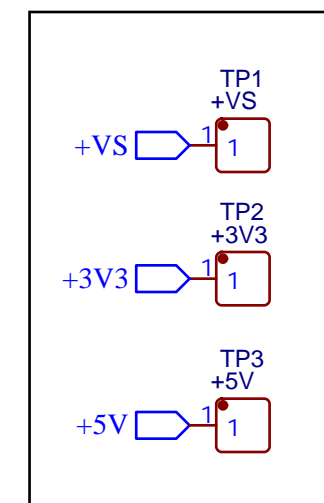 TP1
+VS
+VS 1 1
TP2
+3V3
+3V3 1 1
TP3
+5V
+5V 1 1